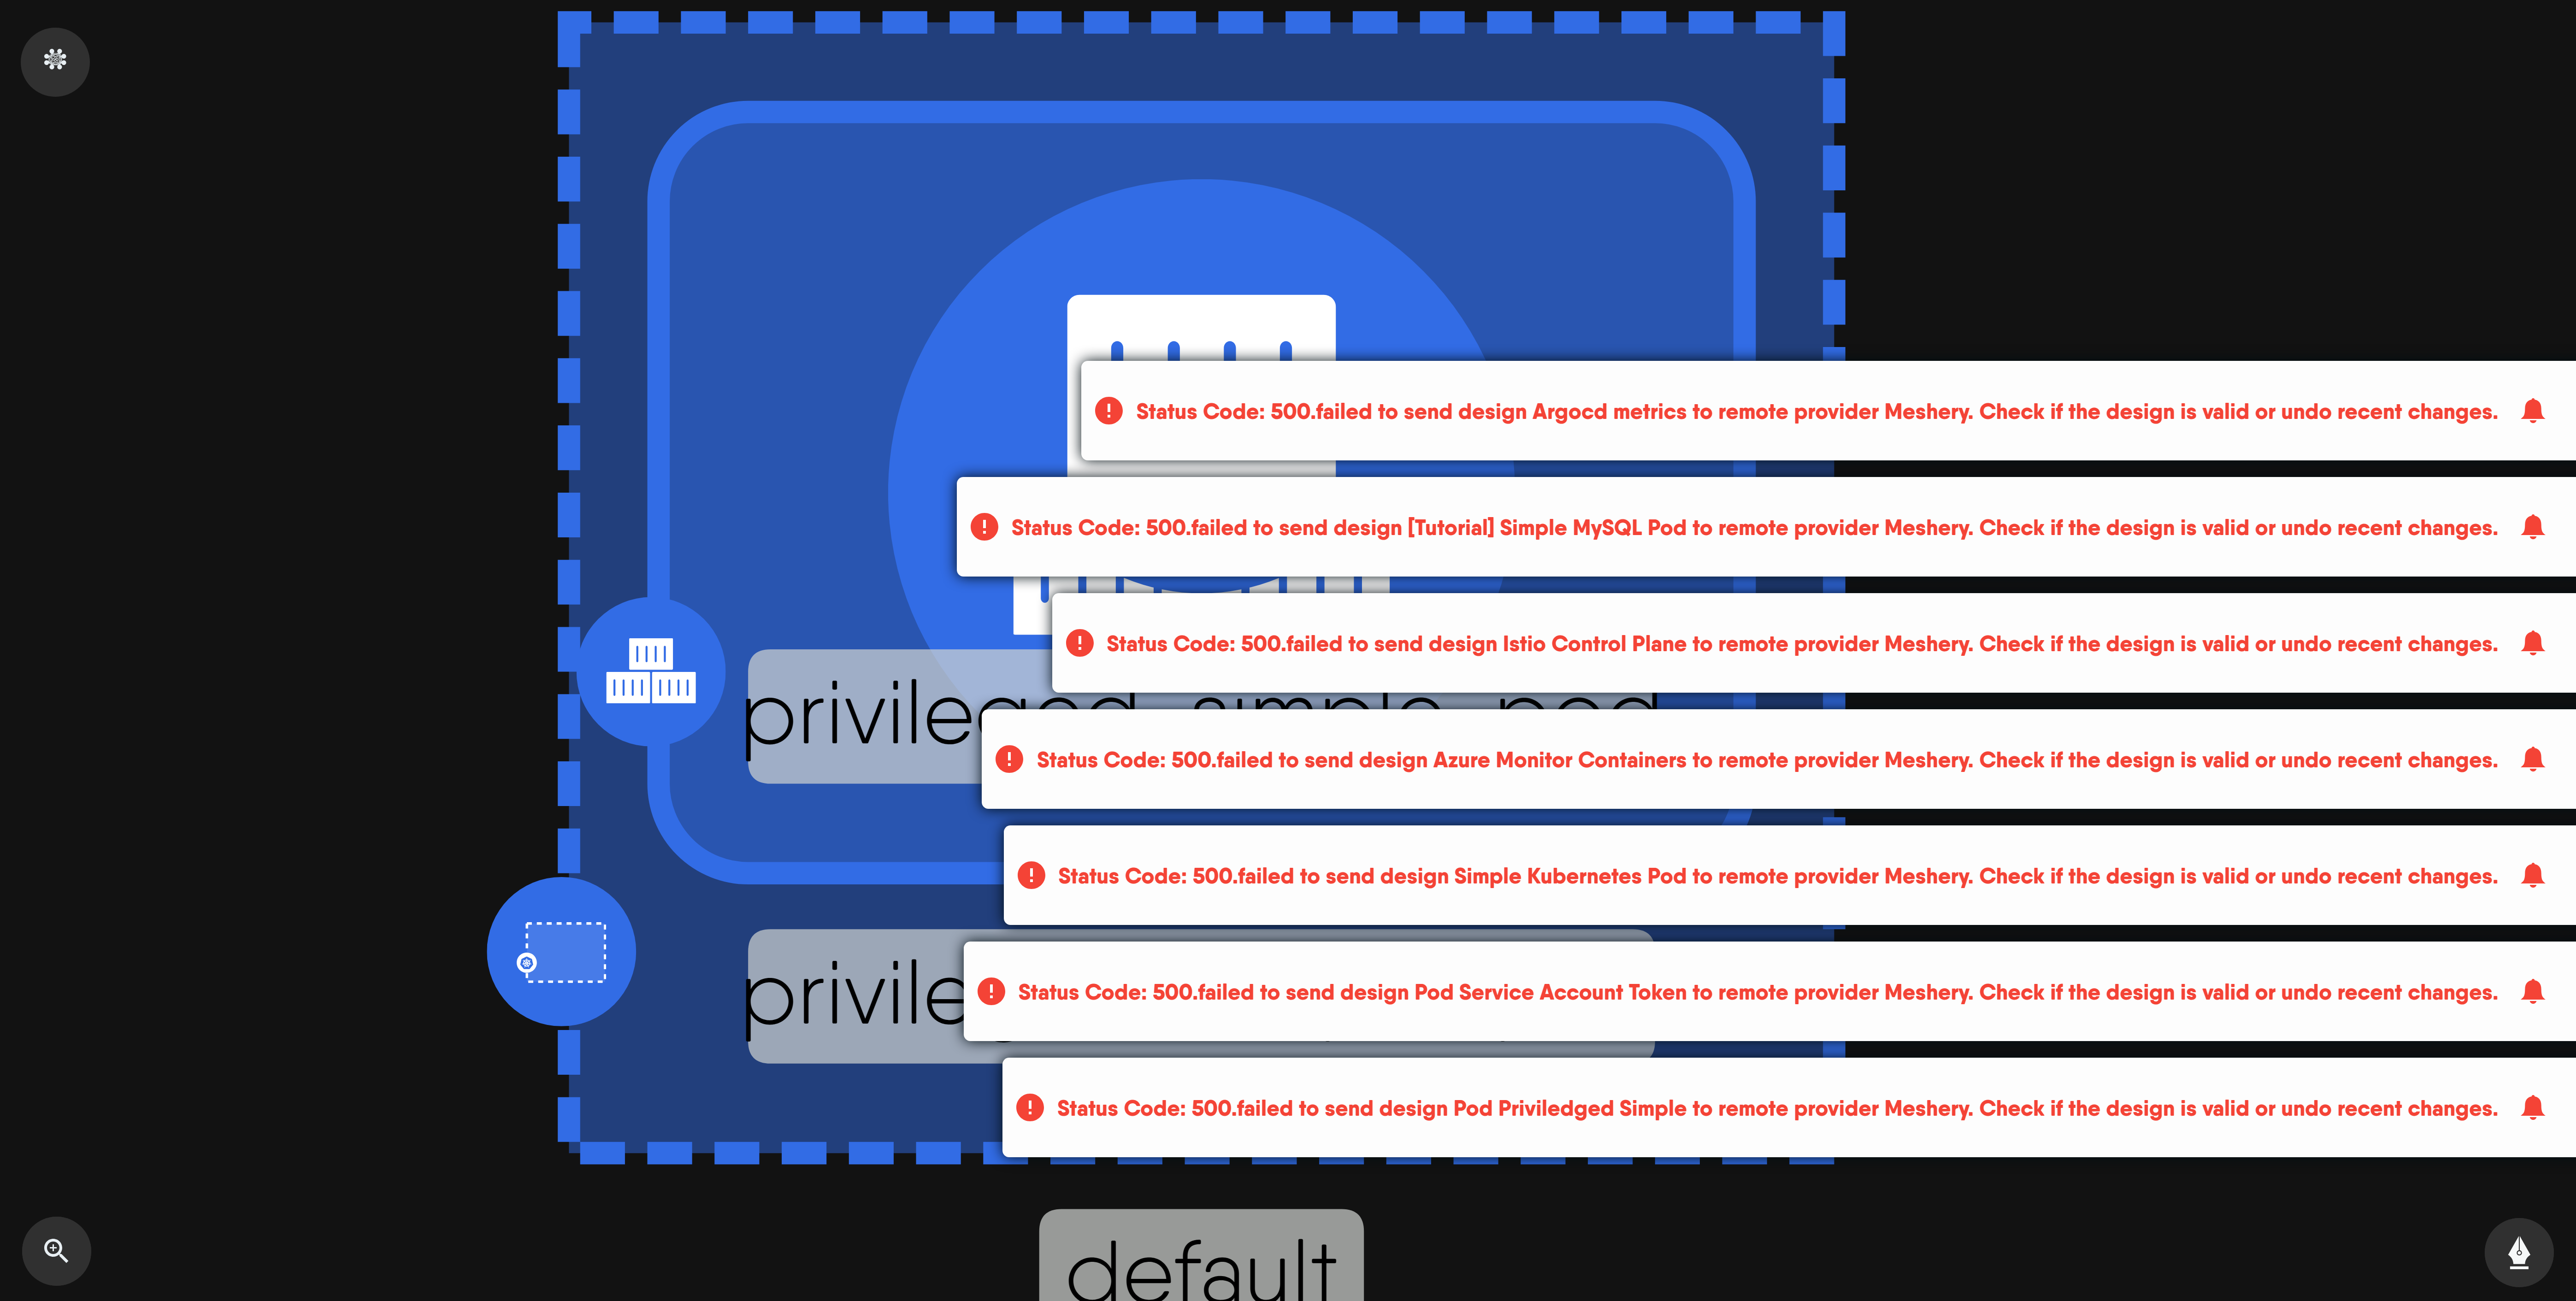 Status Code: 500.failed to send design Argocd metrics to remote provider Meshery. Check if the design is valid or undo recent changes.
Status Code: 500.failed to send design [Tutorial] Simple MySQL Pod to remote provider Meshery. Check if the design is valid or undo recent changes.
Status Code: 500.failed to send design Istio Control Plane to remote provider Meshery. Check if the design is valid or undo recent changes.
privileged-simple-pod
Status Code: 500.failed to send design Azure Monitor Containers to remote provider Meshery. Check if the design is valid or undo recent changes.
Status Code: 500.failed to send design Simple Kubernetes Pod to remote provider Meshery. Check if the design is valid or undo recent changes.
Status Code: 500.failed to send design Pod Service Account Token to remote provider Meshery. Check if the design is valid or undo recent changes.
Status Code: 500.failed to send design Pod Priviledged Simple to remote provider Meshery. Check if the design is valid or undo recent changes.
default